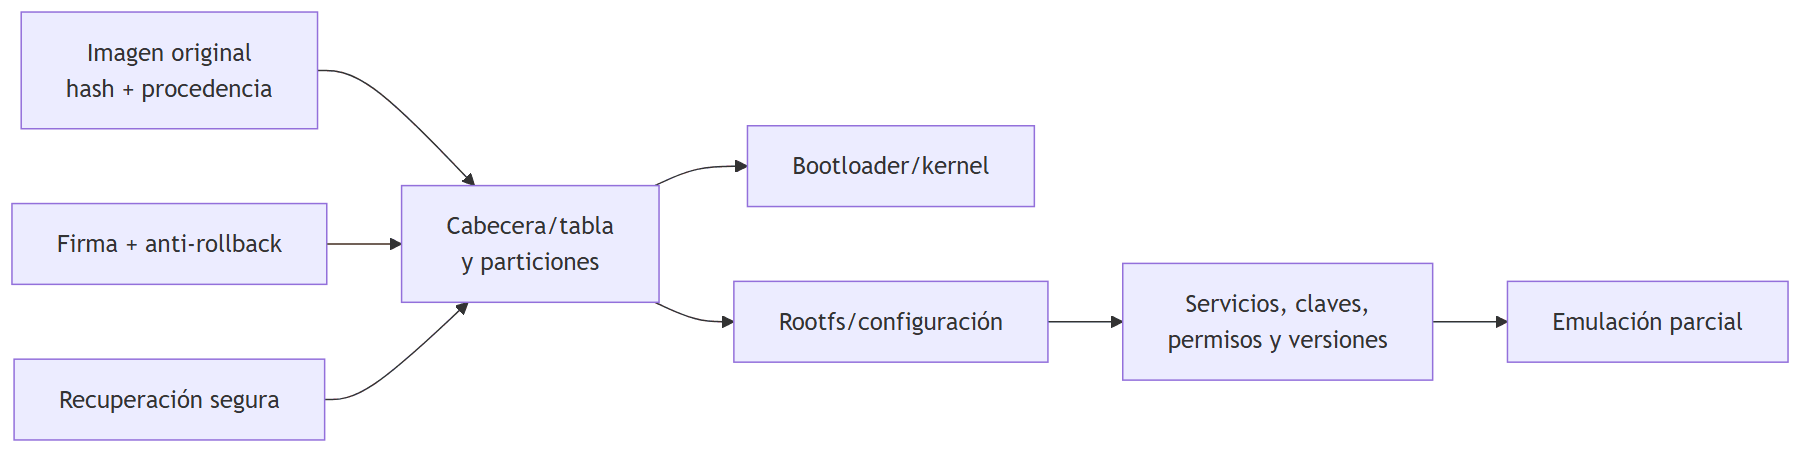 Imagen original
hash + procedencia
Firma + anti-rollback
Recuperación segura
Cabecera/tabla
y particiones
Bootloader/kernel
Rootfs/configuración
Servicios, claves,
permisos y versiones
Emulación parcial